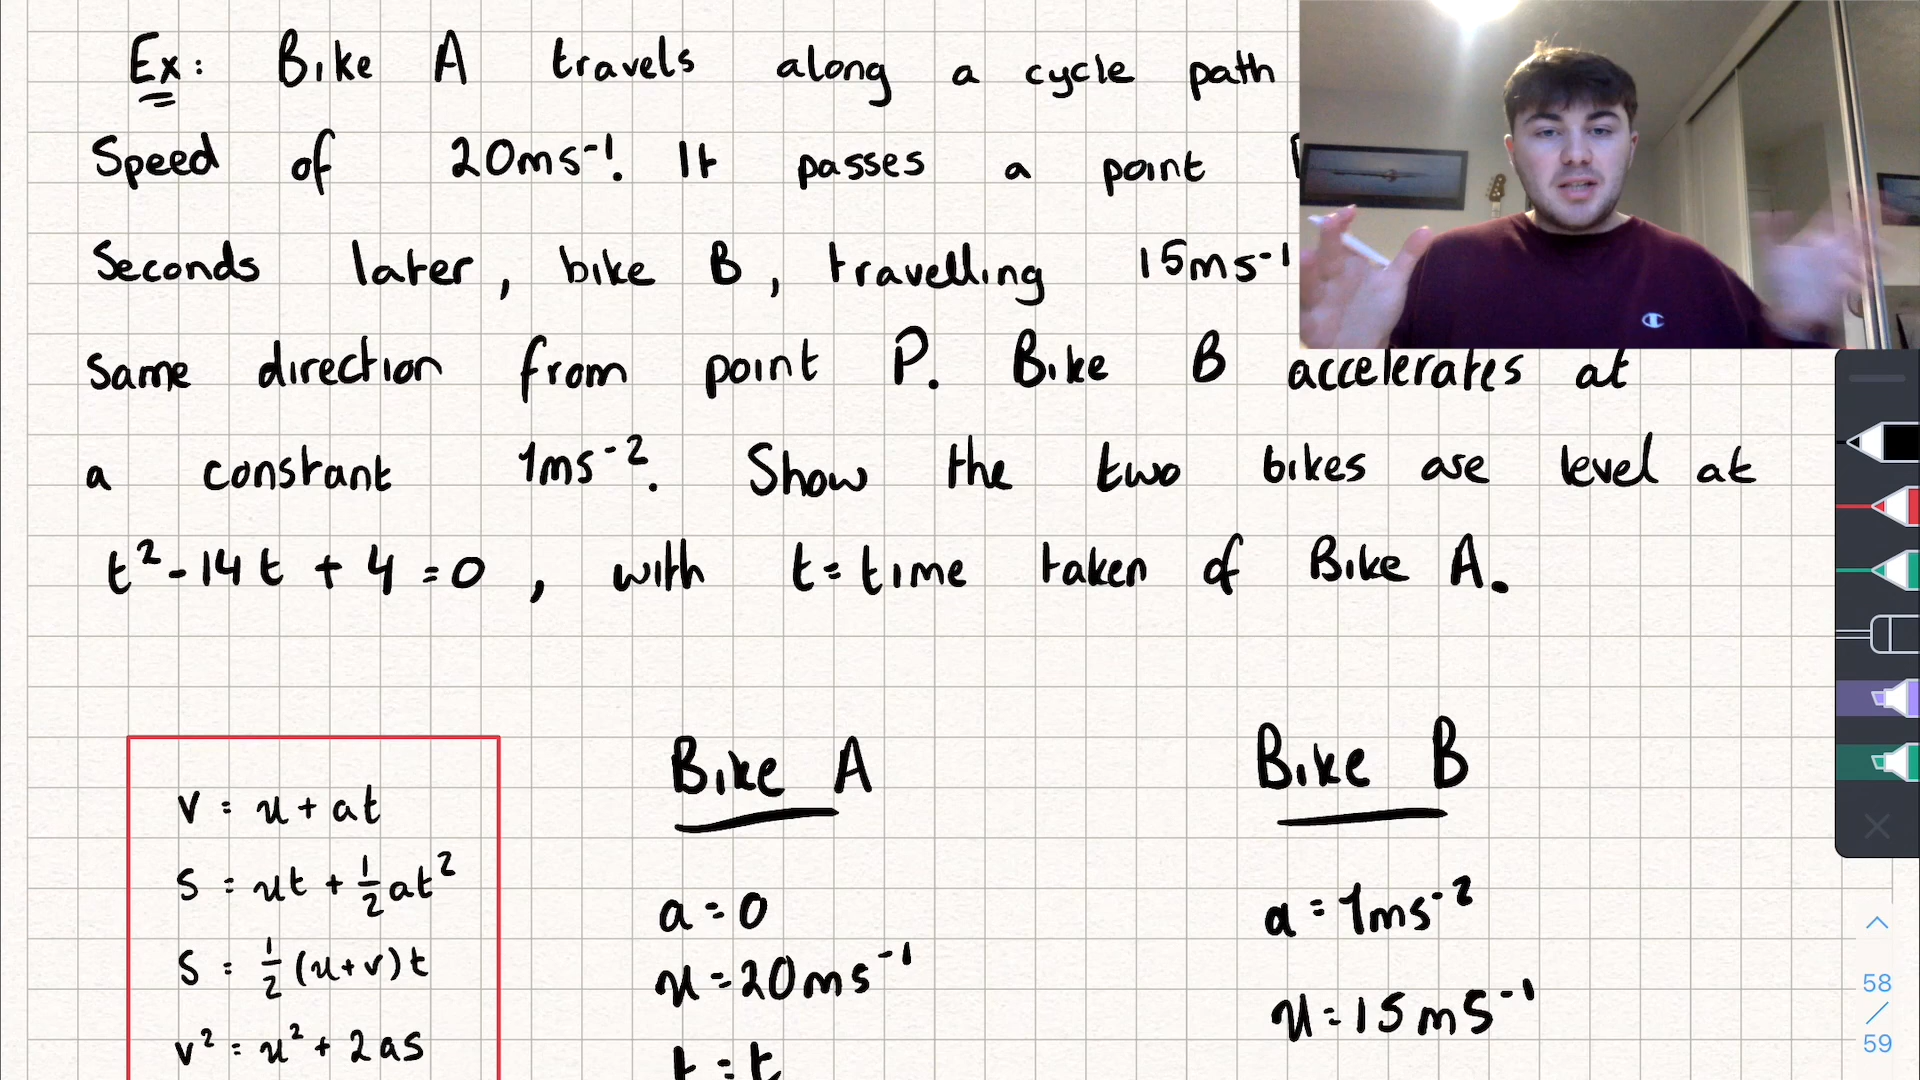 Ex: Bike A travels along a cycle path
Speed of 20ms⁻¹. It passes a point
Seconds later, bike B, travelling 15ms⁻¹
same direction from point P. Bike B accelerates at
a constant 1ms⁻². Show the two bikes are level at
t²-14t + 4 = 0, with t = time taken of Bike A.
v = u + at
s = ut + ½at²
s = ½(u+v)t
v² = u² + 2as
Bike A
a = 0
u = 20ms⁻¹
t = t
Bike B
a = 1ms⁻²
u = 15ms⁻¹
58
/
59